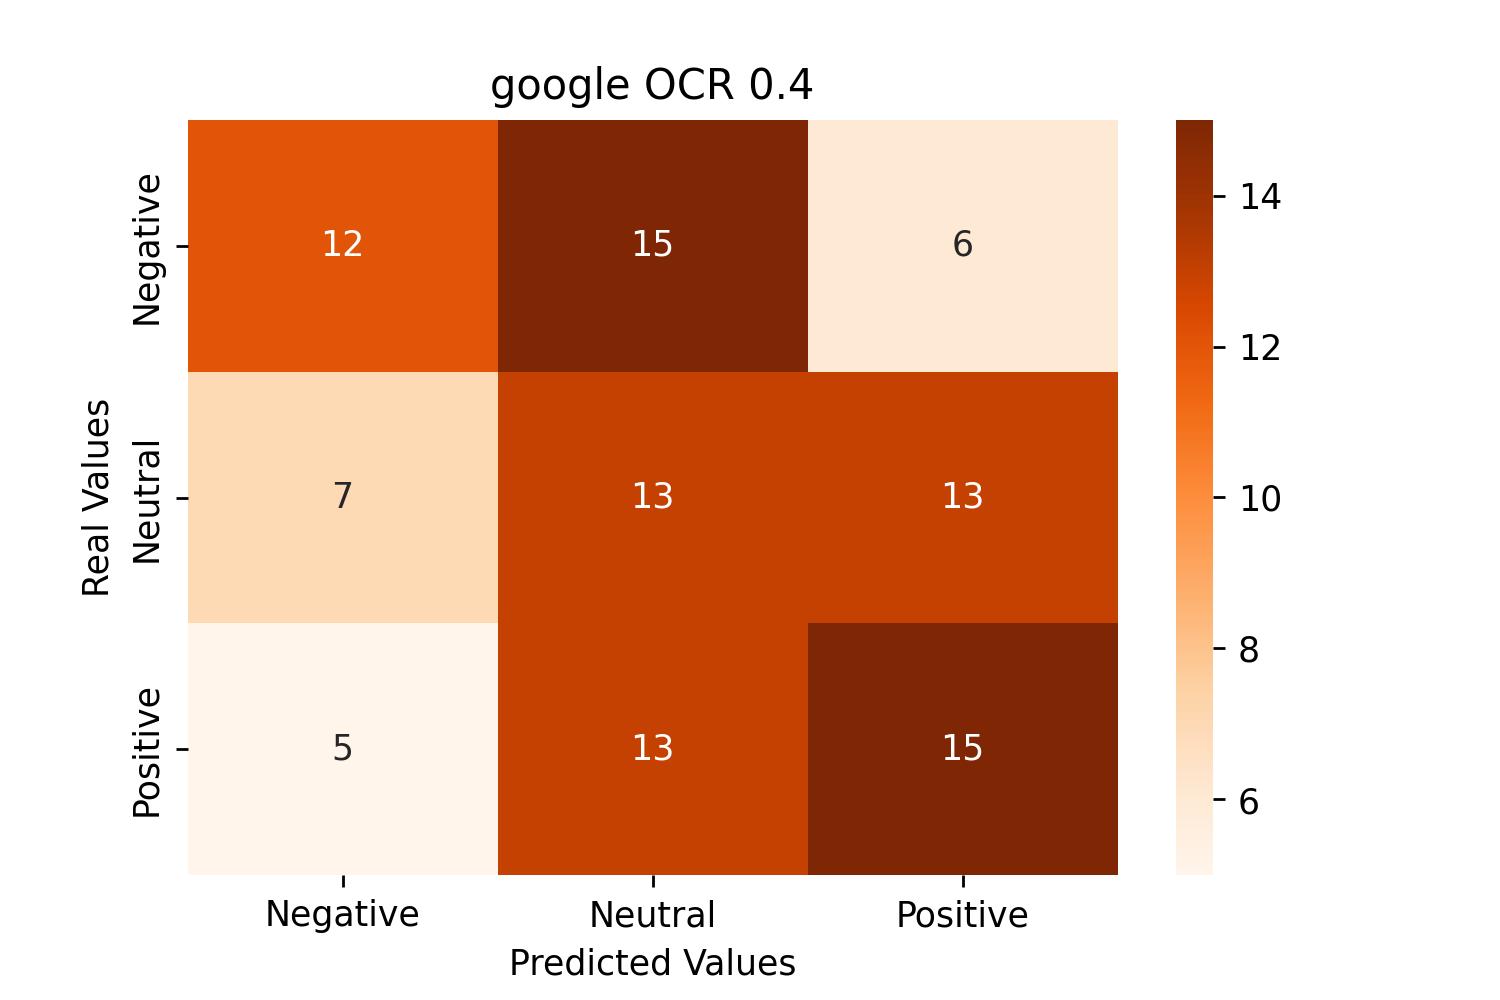 google OCR 0.4
Real Values
Negative
12 15 6
14
12
Neutral
7 13 13
10
8
Positive
5 13 15
6
Negative Neutral Positive
Predicted Values